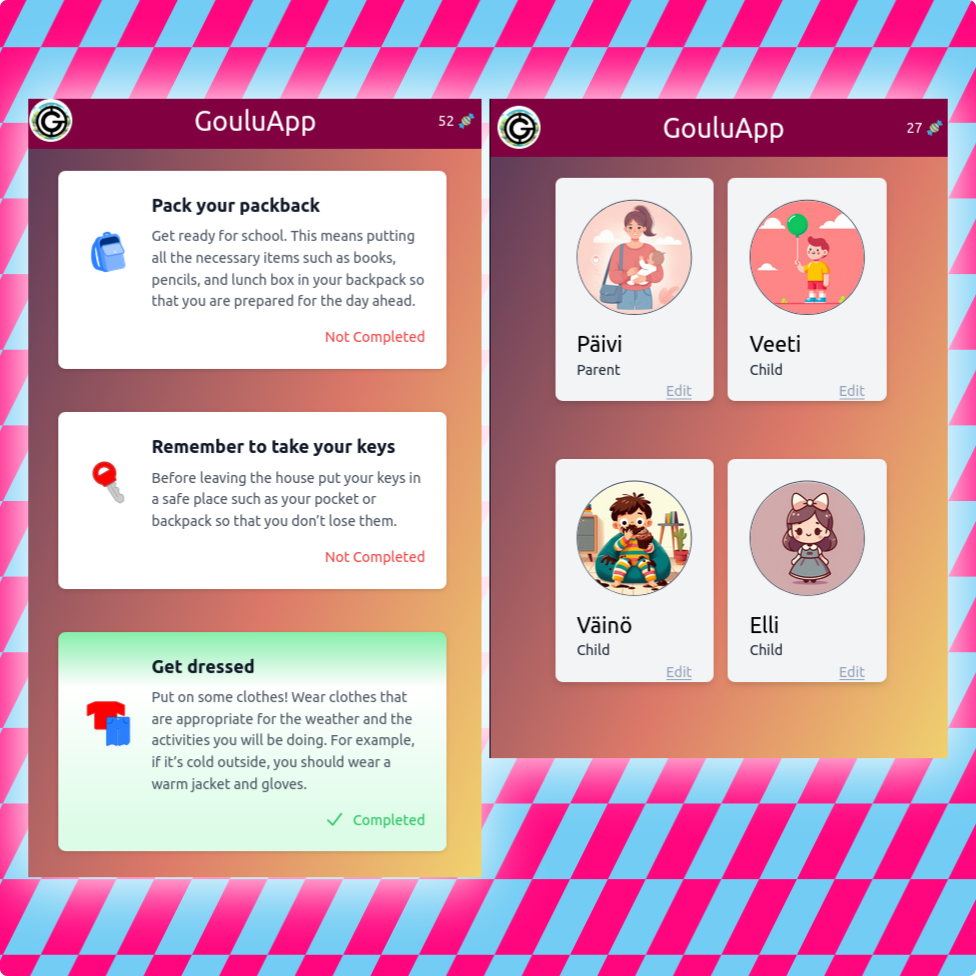 GouluApp
52
Pack your packback
Get ready for school. This means putting
all the necessary items such as books,
pencils, and lunch box in your backpack so
that you are prepared for the day ahead.
Not Completed
Remember to take your keys
Before leaving the house put your keys in
a safe place such as your pocket or
backpack so that you don’t lose them.
Not Completed
Get dressed
Put on some clothes! Wear clothes that
are appropriate for the weather and the
activities you will be doing. For example,
if it’s cold outside, you should wear a
warm jacket and gloves.
Completed
GouluApp
27
Päivi
Parent
Edit
Veeti
Child
Edit
Väinö
Child
Edit
Elli
Child
Edit